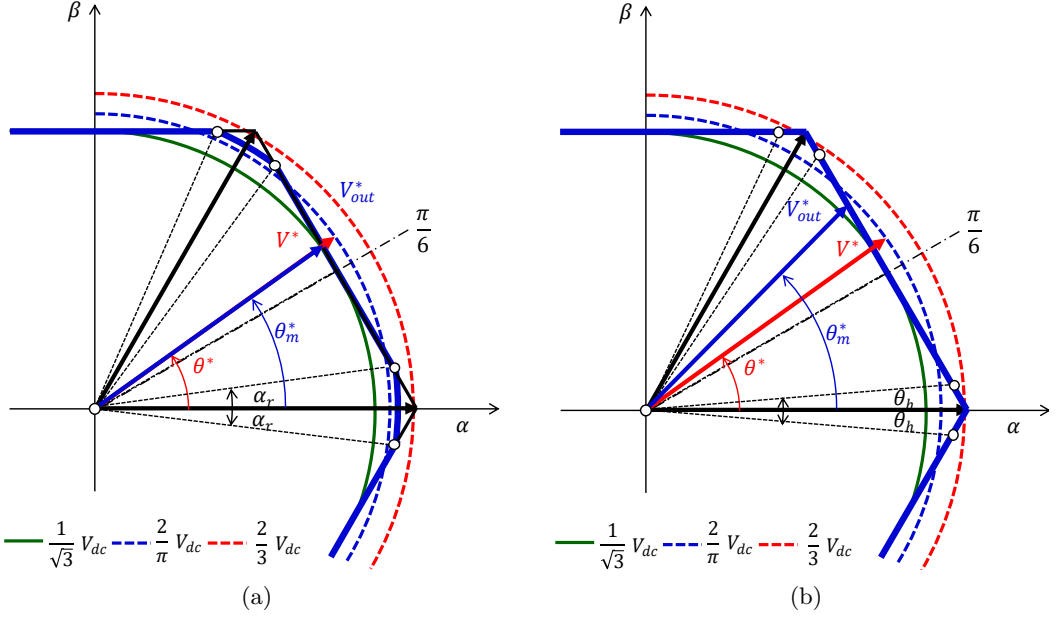 β
β
V*out
π/6
V*
θ*m
θ*
αr
αr
α
V*out
π/6
V*
θ*m
θ*
θh
θh
α
1/√3 Vdc 2/π Vdc 2/3 Vdc
1/√3 Vdc 2/π Vdc 2/3 Vdc
(a)
(b)